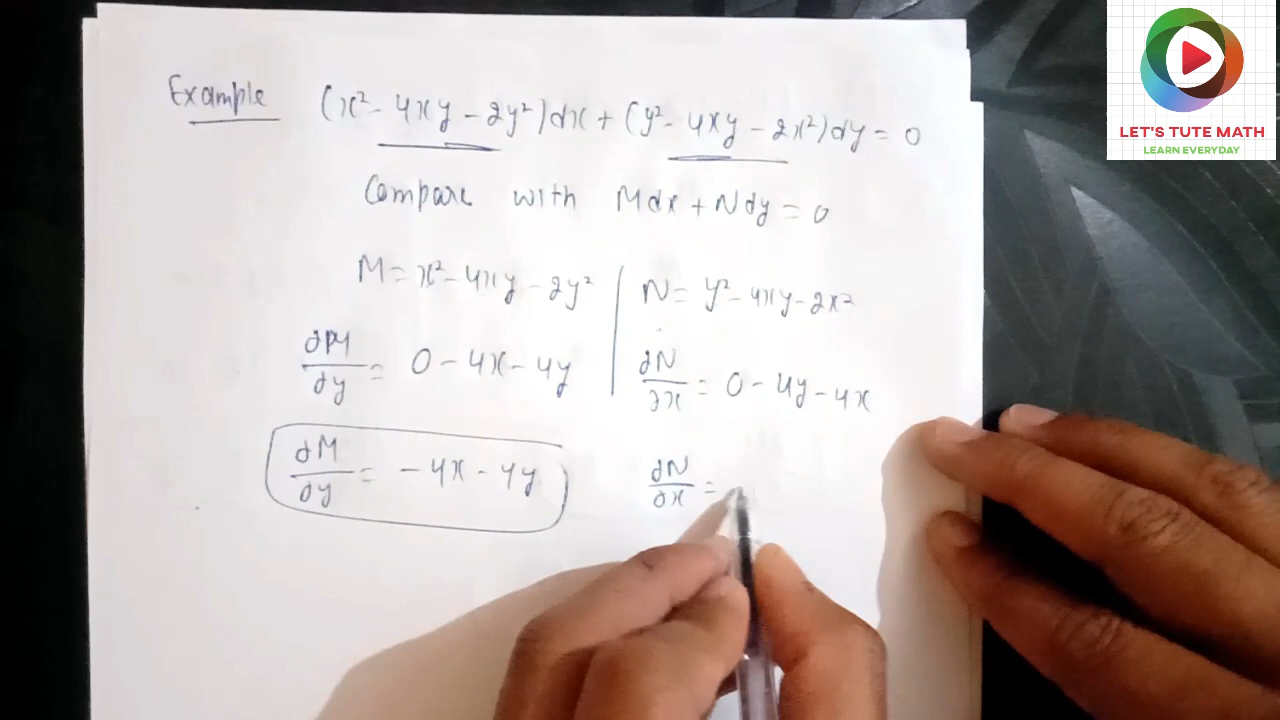 Example (x² - 4xy - 2y²)dx + (y² - 4xy - 2x²)dy = 0
Compare with Mdx + Ndy = 0
M = x² - 4xy - 2y² | N = y² - 4xy - 2x²
∂M/∂y = 0 - 4x - 4y | ∂N/∂x = 0 - 4y - 4x
∂M/∂y = -4x - 4y ∂N/∂x =
LET'S TUTE MATH
LEARN EVERYDAY